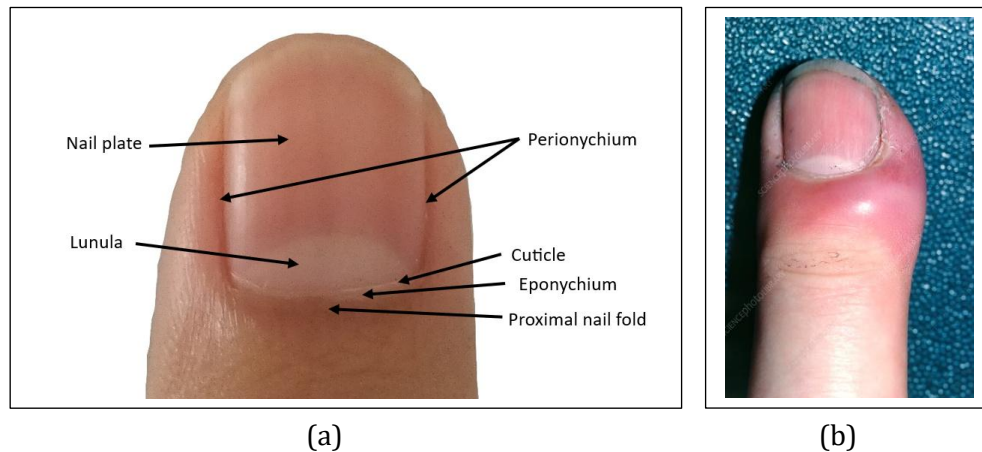 Nail plate
Perionychium
Lunula
Cuticle
Eponychium
Proximal nail fold
(a)
(b)